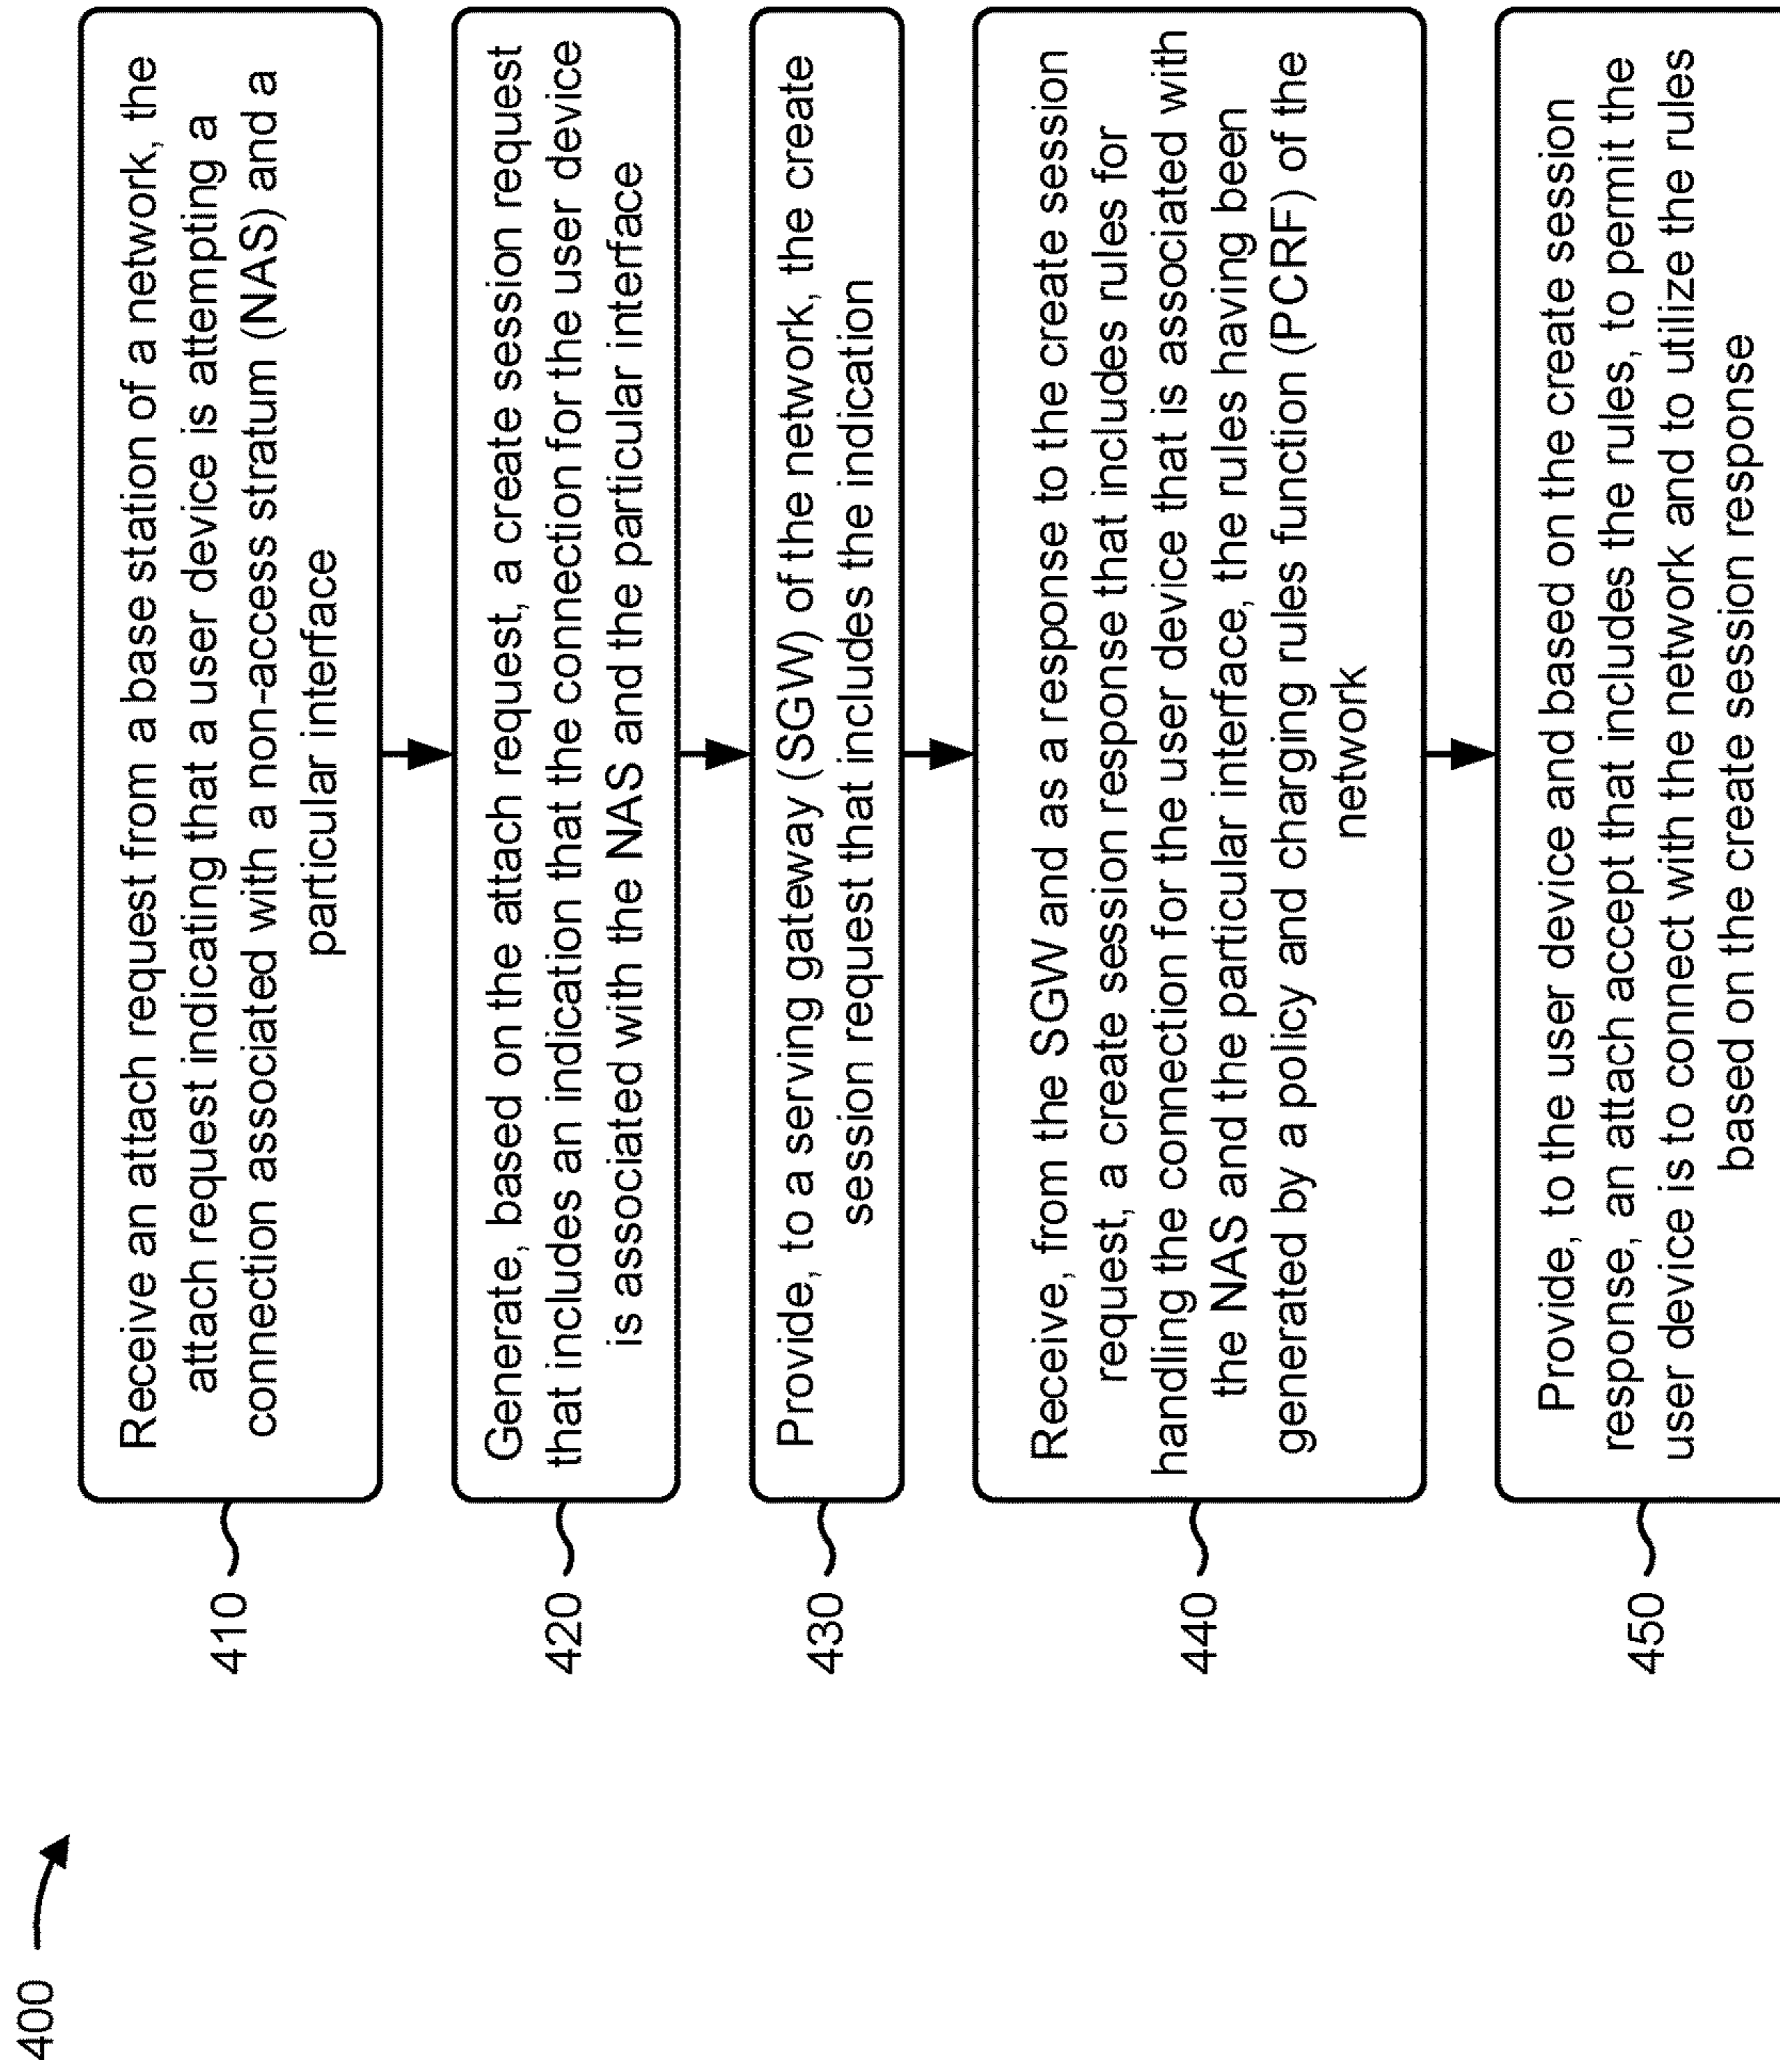 400
410
Receive an attach request from a base station of a network, the
attach request indicating that a user device is attempting a
connection associated with a non-access stratum (NAS) and a
particular interface
420
Generate, based on the attach request, a create session request
that includes an indication that the connection for the user device
is associated with the NAS and the particular interface
430
Provide, to a serving gateway (SGW) of the network, the create
session request that includes the indication
440
Receive, from the SGW and as a response to the create session
request, a create session response that includes rules for
handling the connection for the user device that is associated with
the NAS and the particular interface, the rules having been
generated by a policy and charging rules function (PCRF) of the
network
450
Provide, to the user device and based on the create session
response, an attach accept that includes the rules, to permit the
user device is to connect with the network and to utilize the rules
based on the create session response